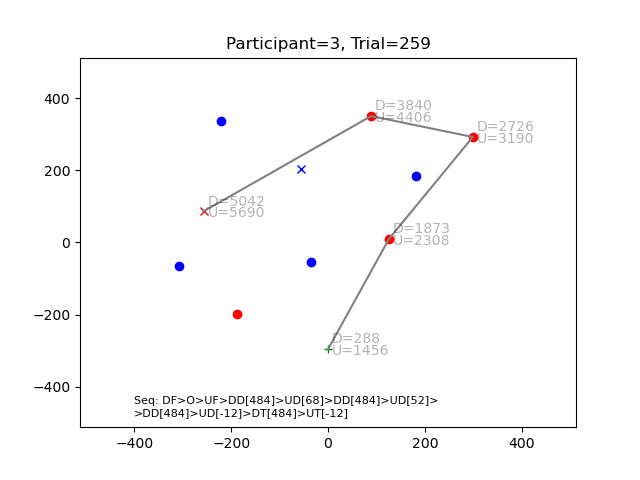 Participant=3, Trial=259
400
200
0
−200
−400
−400
−200
0
200
400
D=3840
U=4406
D=2726
U=3190
D=5042
U=5690
D=1873
U=2308
D=288
U=1456
Seq: DF>O>UF>DD[484]>UD[68]>DD[484]>UD[52]>
>DD[484]>UD[-12]>DT[484]>UT[-12]